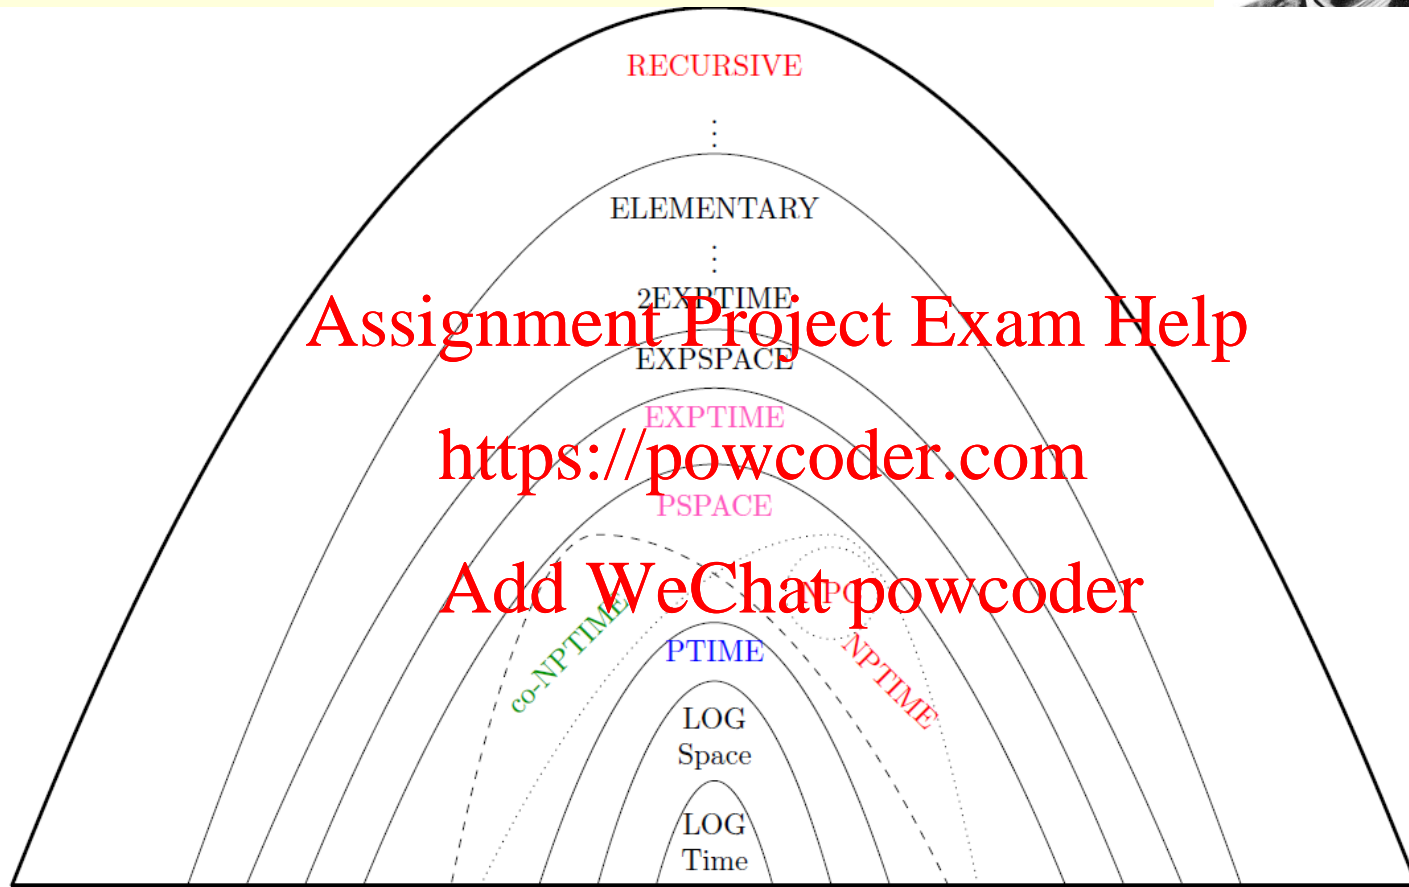 RECURSIVE
⋮
ELEMENTARY
⋮
2EXPTIME
Assignment Project Exam Help
EXPSPACE
EXPTIME
https://powcoder.com
PSPACE
Add WeChat powcoder
NPC
co-NPTIME
PTIME
NPTIME
LOG
Space
LOG
Time